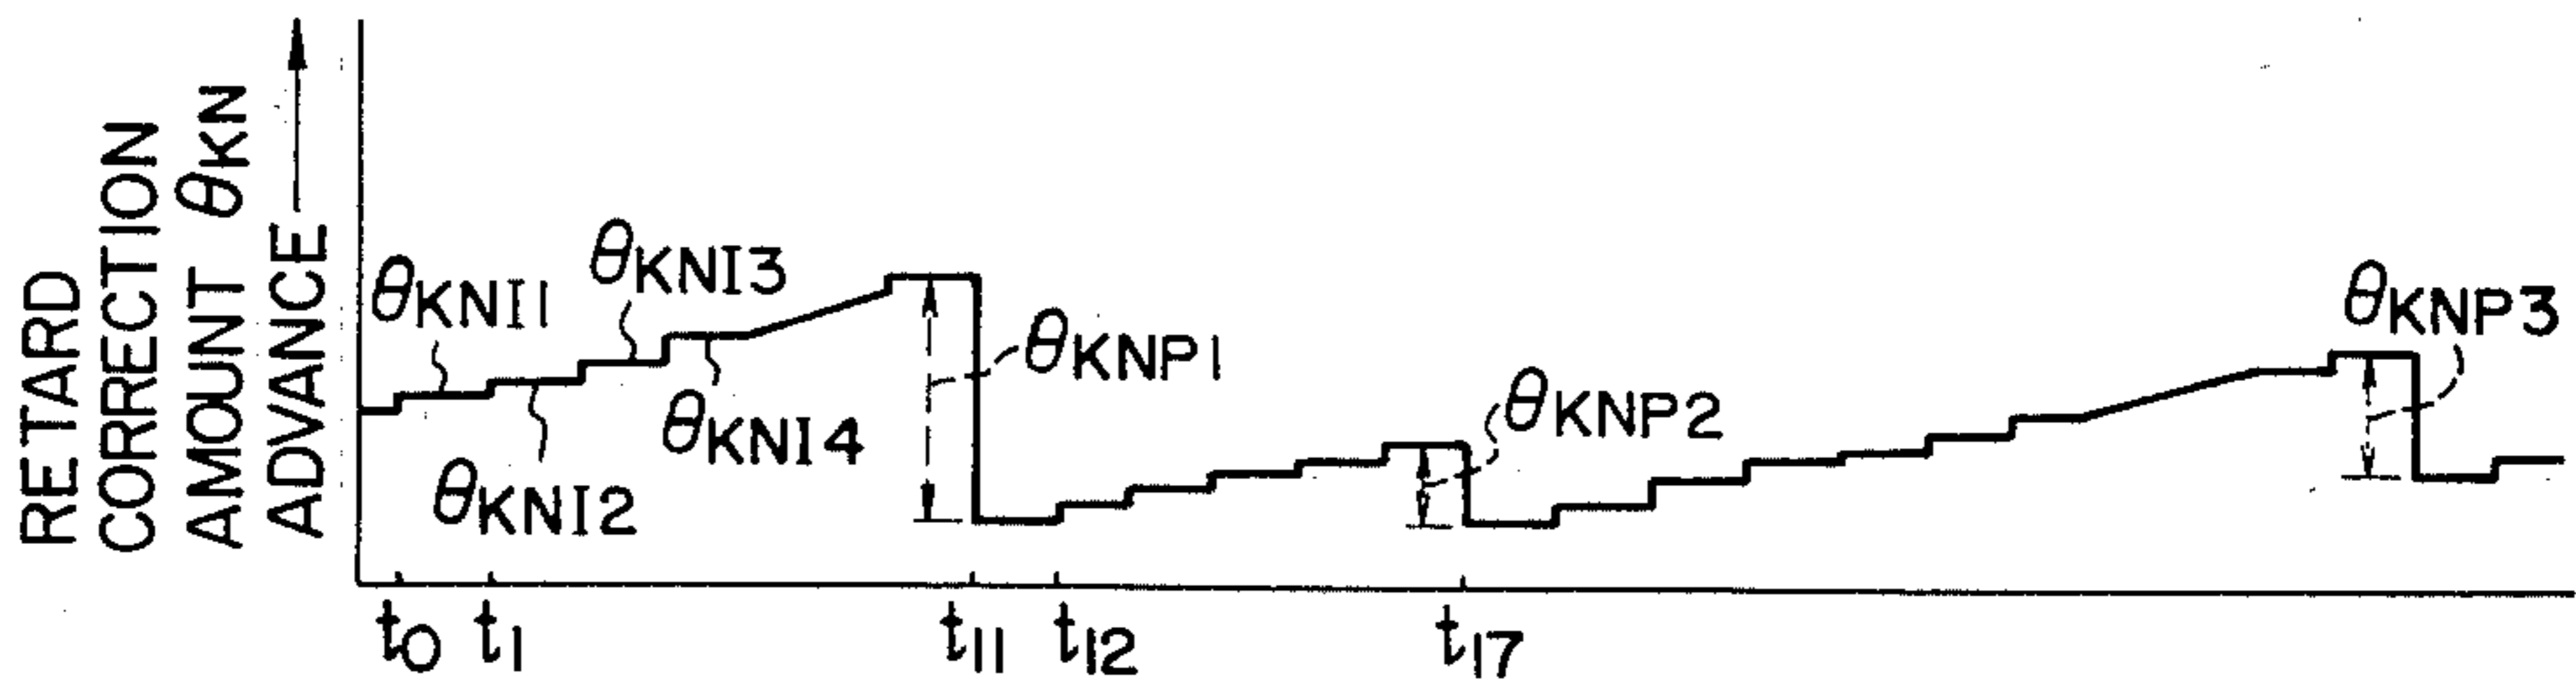 RETARD
CORRECTION
AMOUNT θKN
ADVANCE
θKNI1
θKNI2
θKNI3
θKNI4
θKNP1
θKNP2
θKNP3
t0 t1 t11 t12 t17